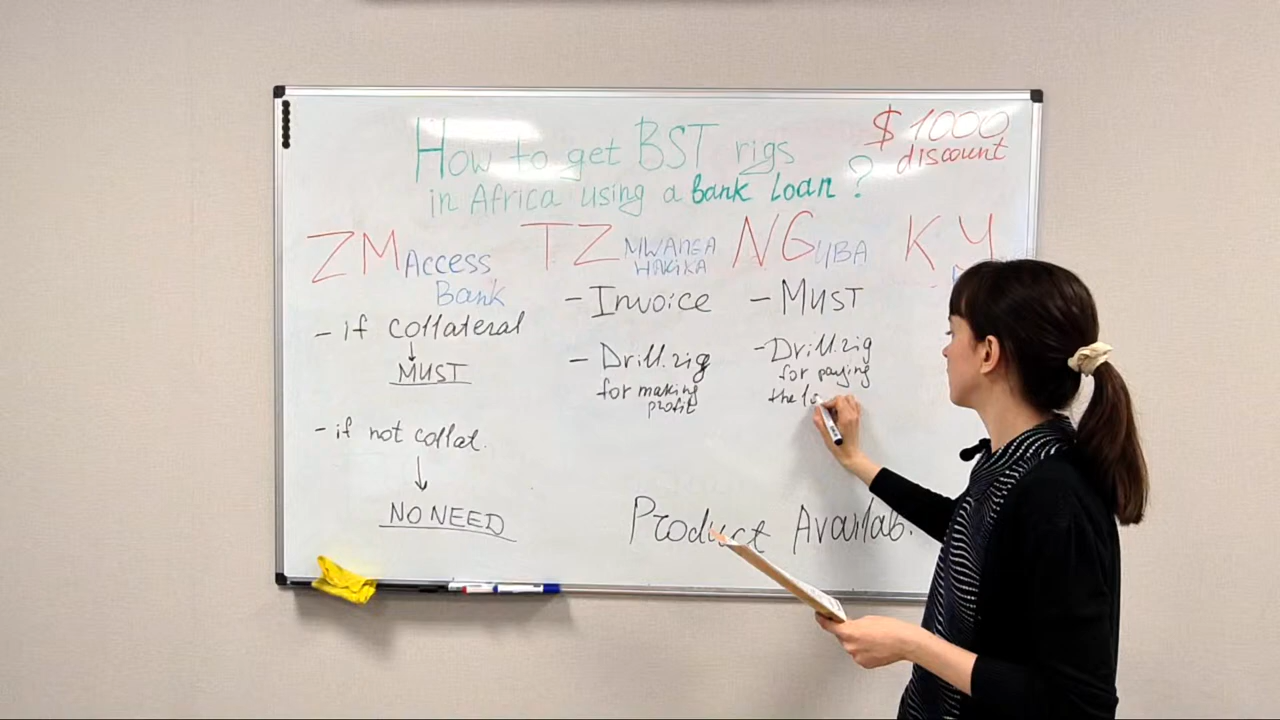 How to get BST rigs
in Africa using a bank loan?
$1000
discount
ZM Access
Bank
- if collateral
MUST
- if not collat.
NO NEED
TZ MWANGA
HAKIKA
- Invoice
- Drill.rig
for making
profit
NG UBA
- MUST
- Drill.rig
for paying
the lo
KY
Product Availab.